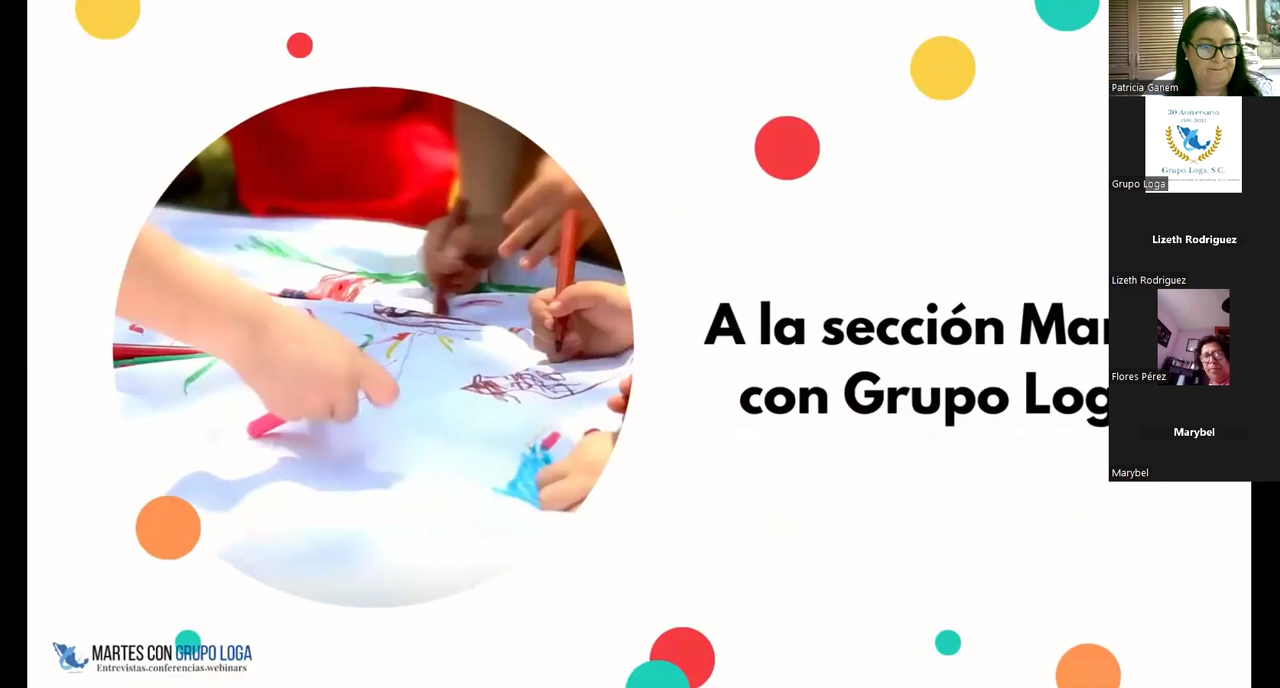 A la sección Mar
con Grupo Log
MARTES CON GRUPO LOGA
Entrevistas-conferencias-webinars
Patricia Ganem
30 Aniversario
Grupo Loga, S.C.
Grupo Loga
Lizeth Rodriguez
Lizeth Rodriguez
Flores Pérez
Marybel
Marybel